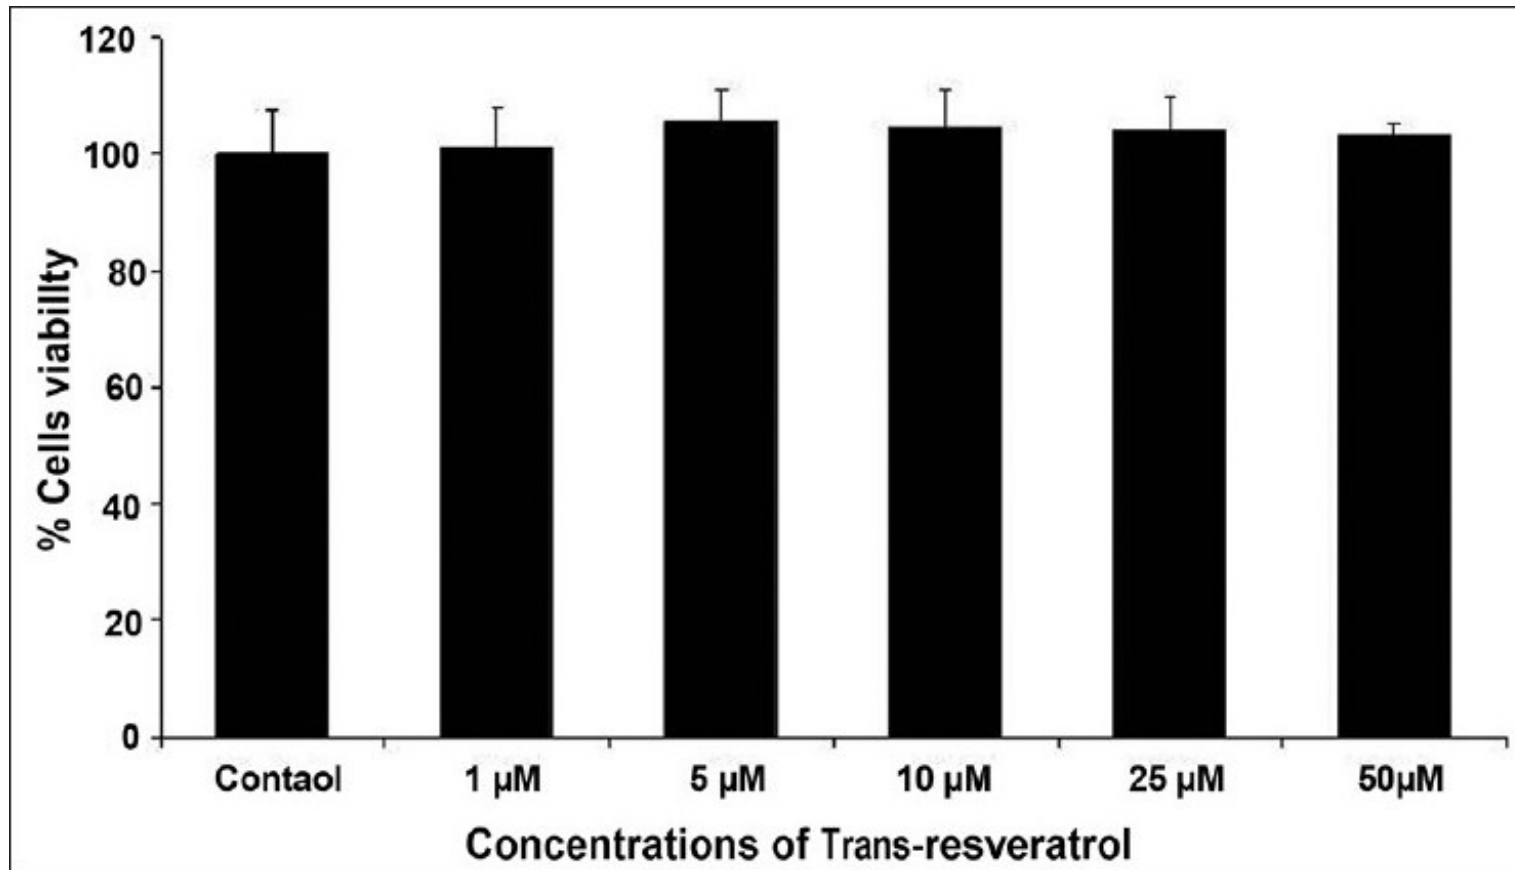 120
100
80
60
40
20
0
% Cells viabillty
Contaol
1 µM
5 µM
10 µM
25 µM
50µM
Concentrations of Trans-resveratrol